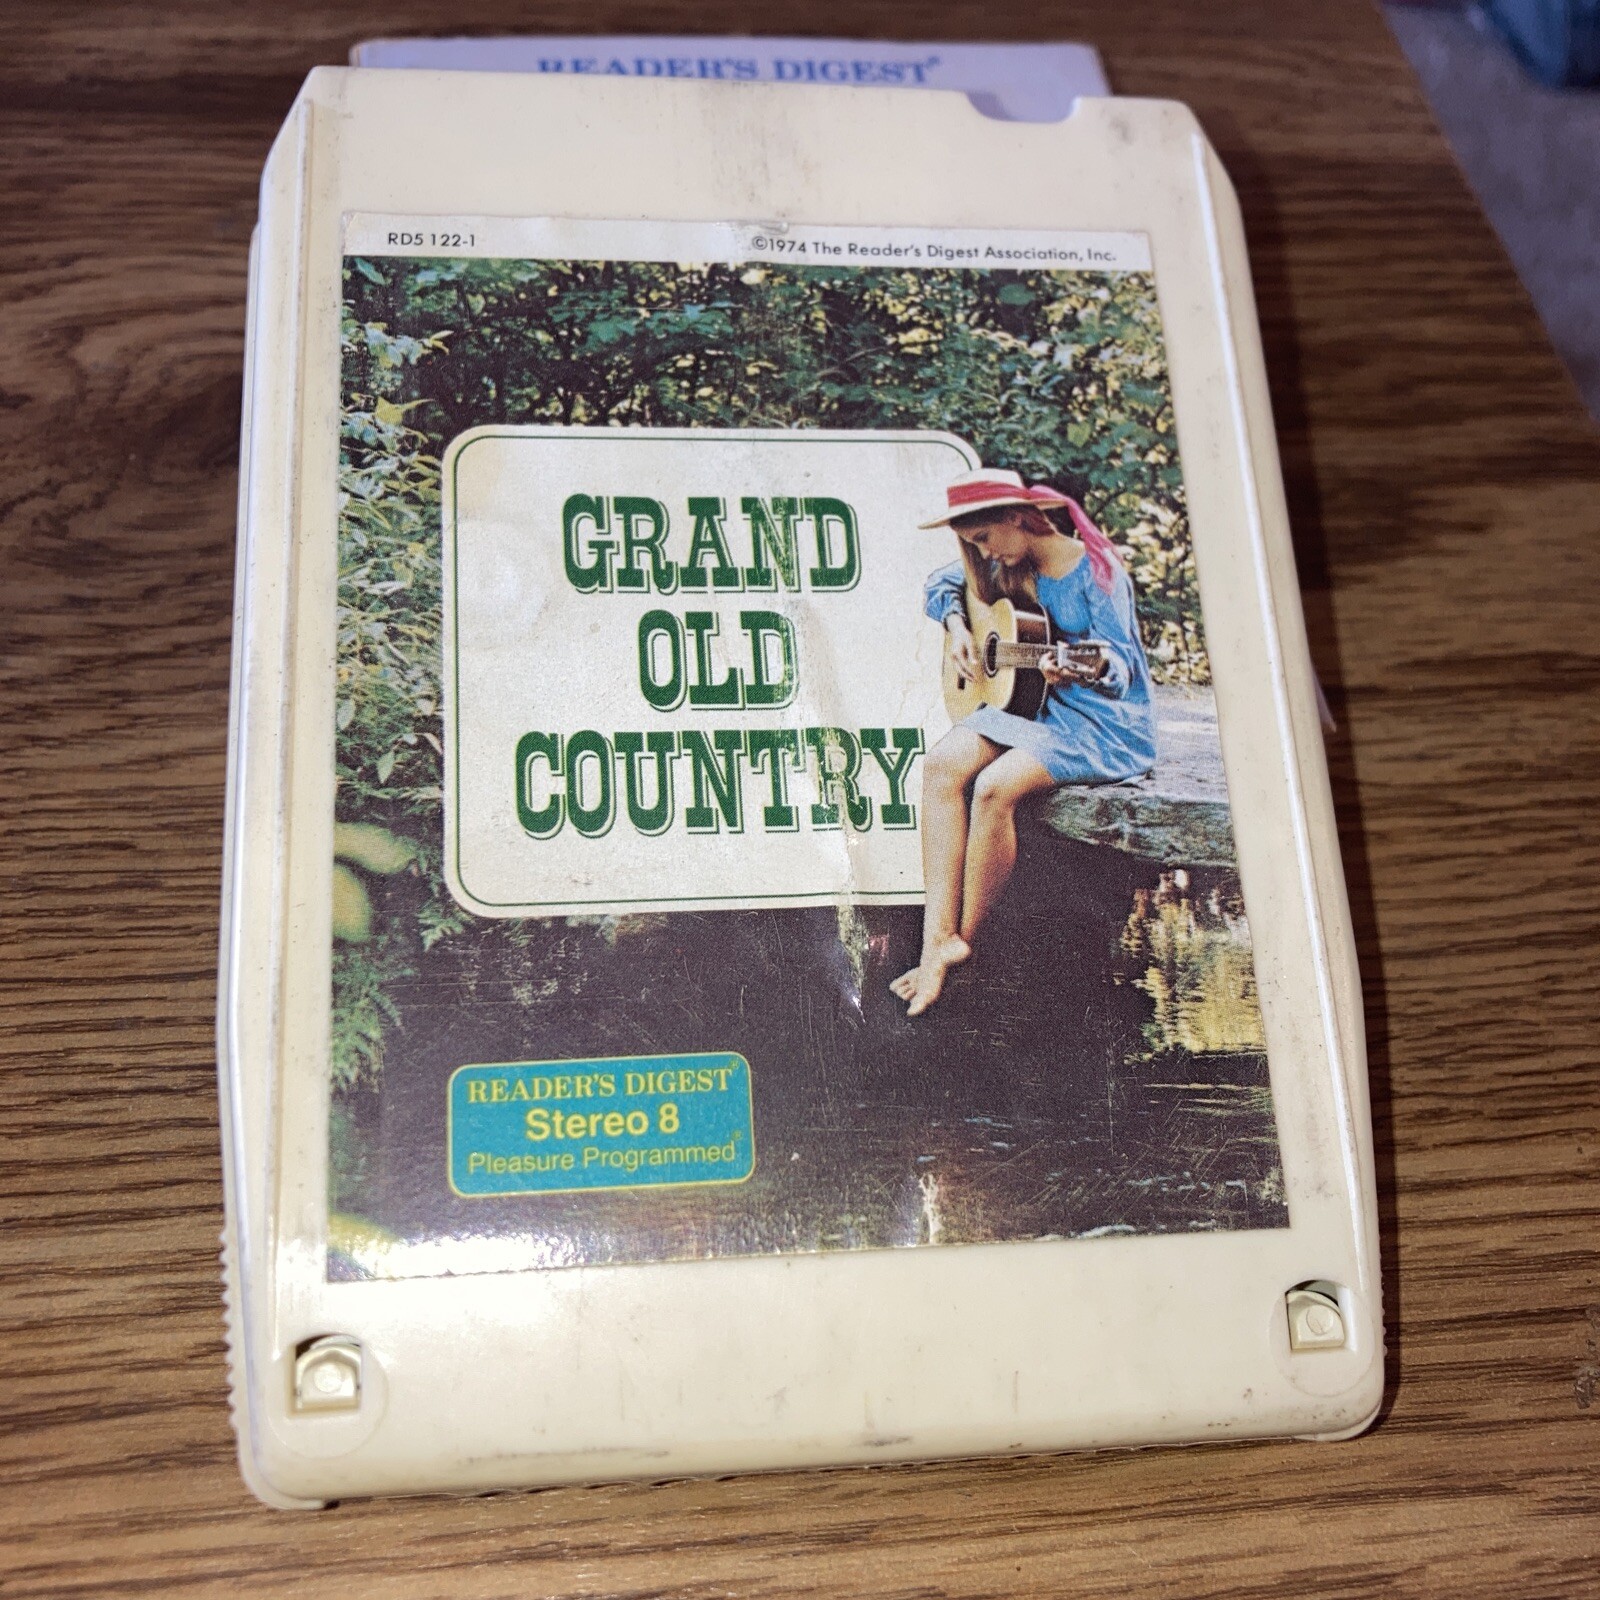 READER'S DIGEST®
RD5 122-1
©1974 The Reader's Digest Association, Inc.
GRAND
OLD
COUNTRY
READER'S DIGEST®
Stereo 8
Pleasure Programmed®